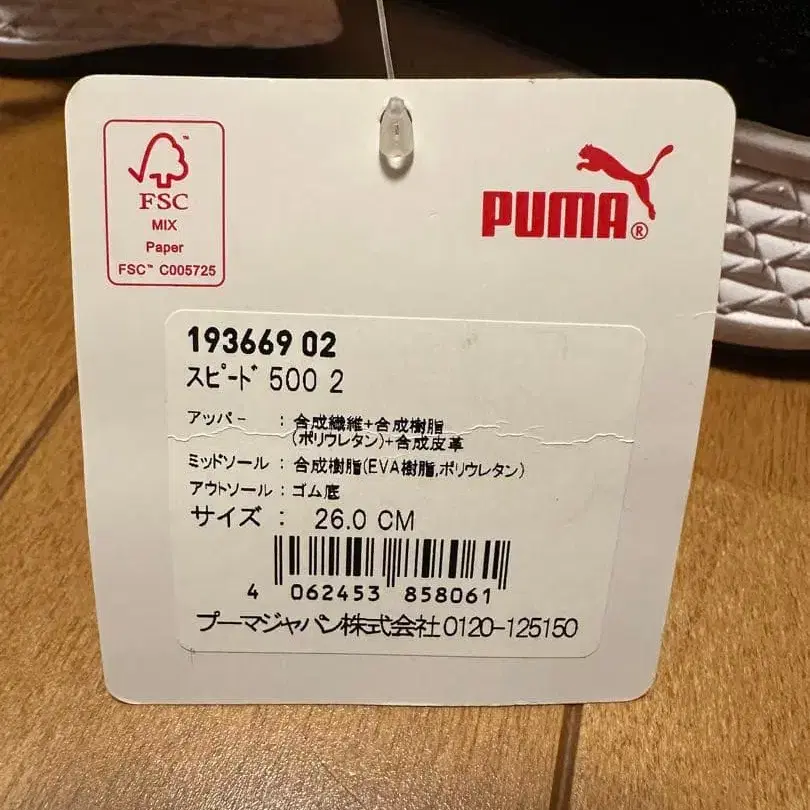 FSC
MIX
Paper
FSC™ C005725
PUMA®
193669 02
スピード 500 2
アッパー : 合成繊維+合成樹脂
(ポリウレタン)+合成皮革
ミッドソール : 合成樹脂(EVA樹脂,ポリウレタン)
アウトソール : ゴム底
サイズ : 26.0 CM
4 062453 858061
プーマジャパン株式会社0120-125150